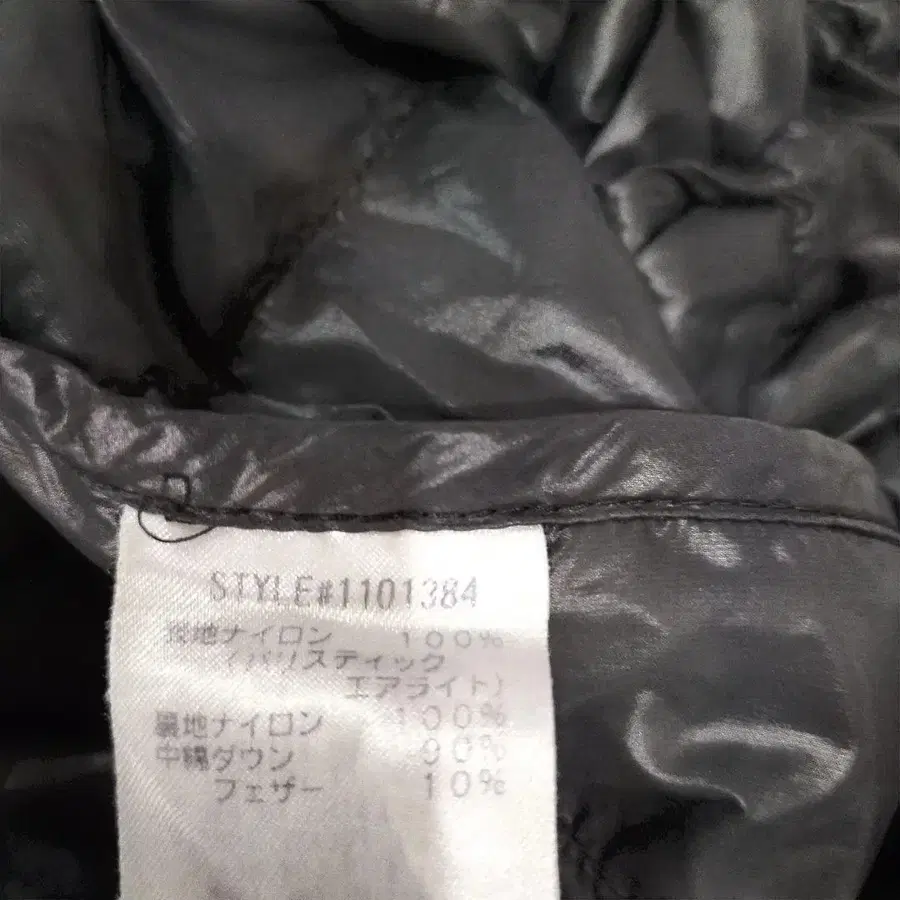 STYLE#1101384
表地ナイロン 100%
バリスティック
エアライト)
裏地ナイロン 100%
中綿ダウン 90%
フェザー 10%